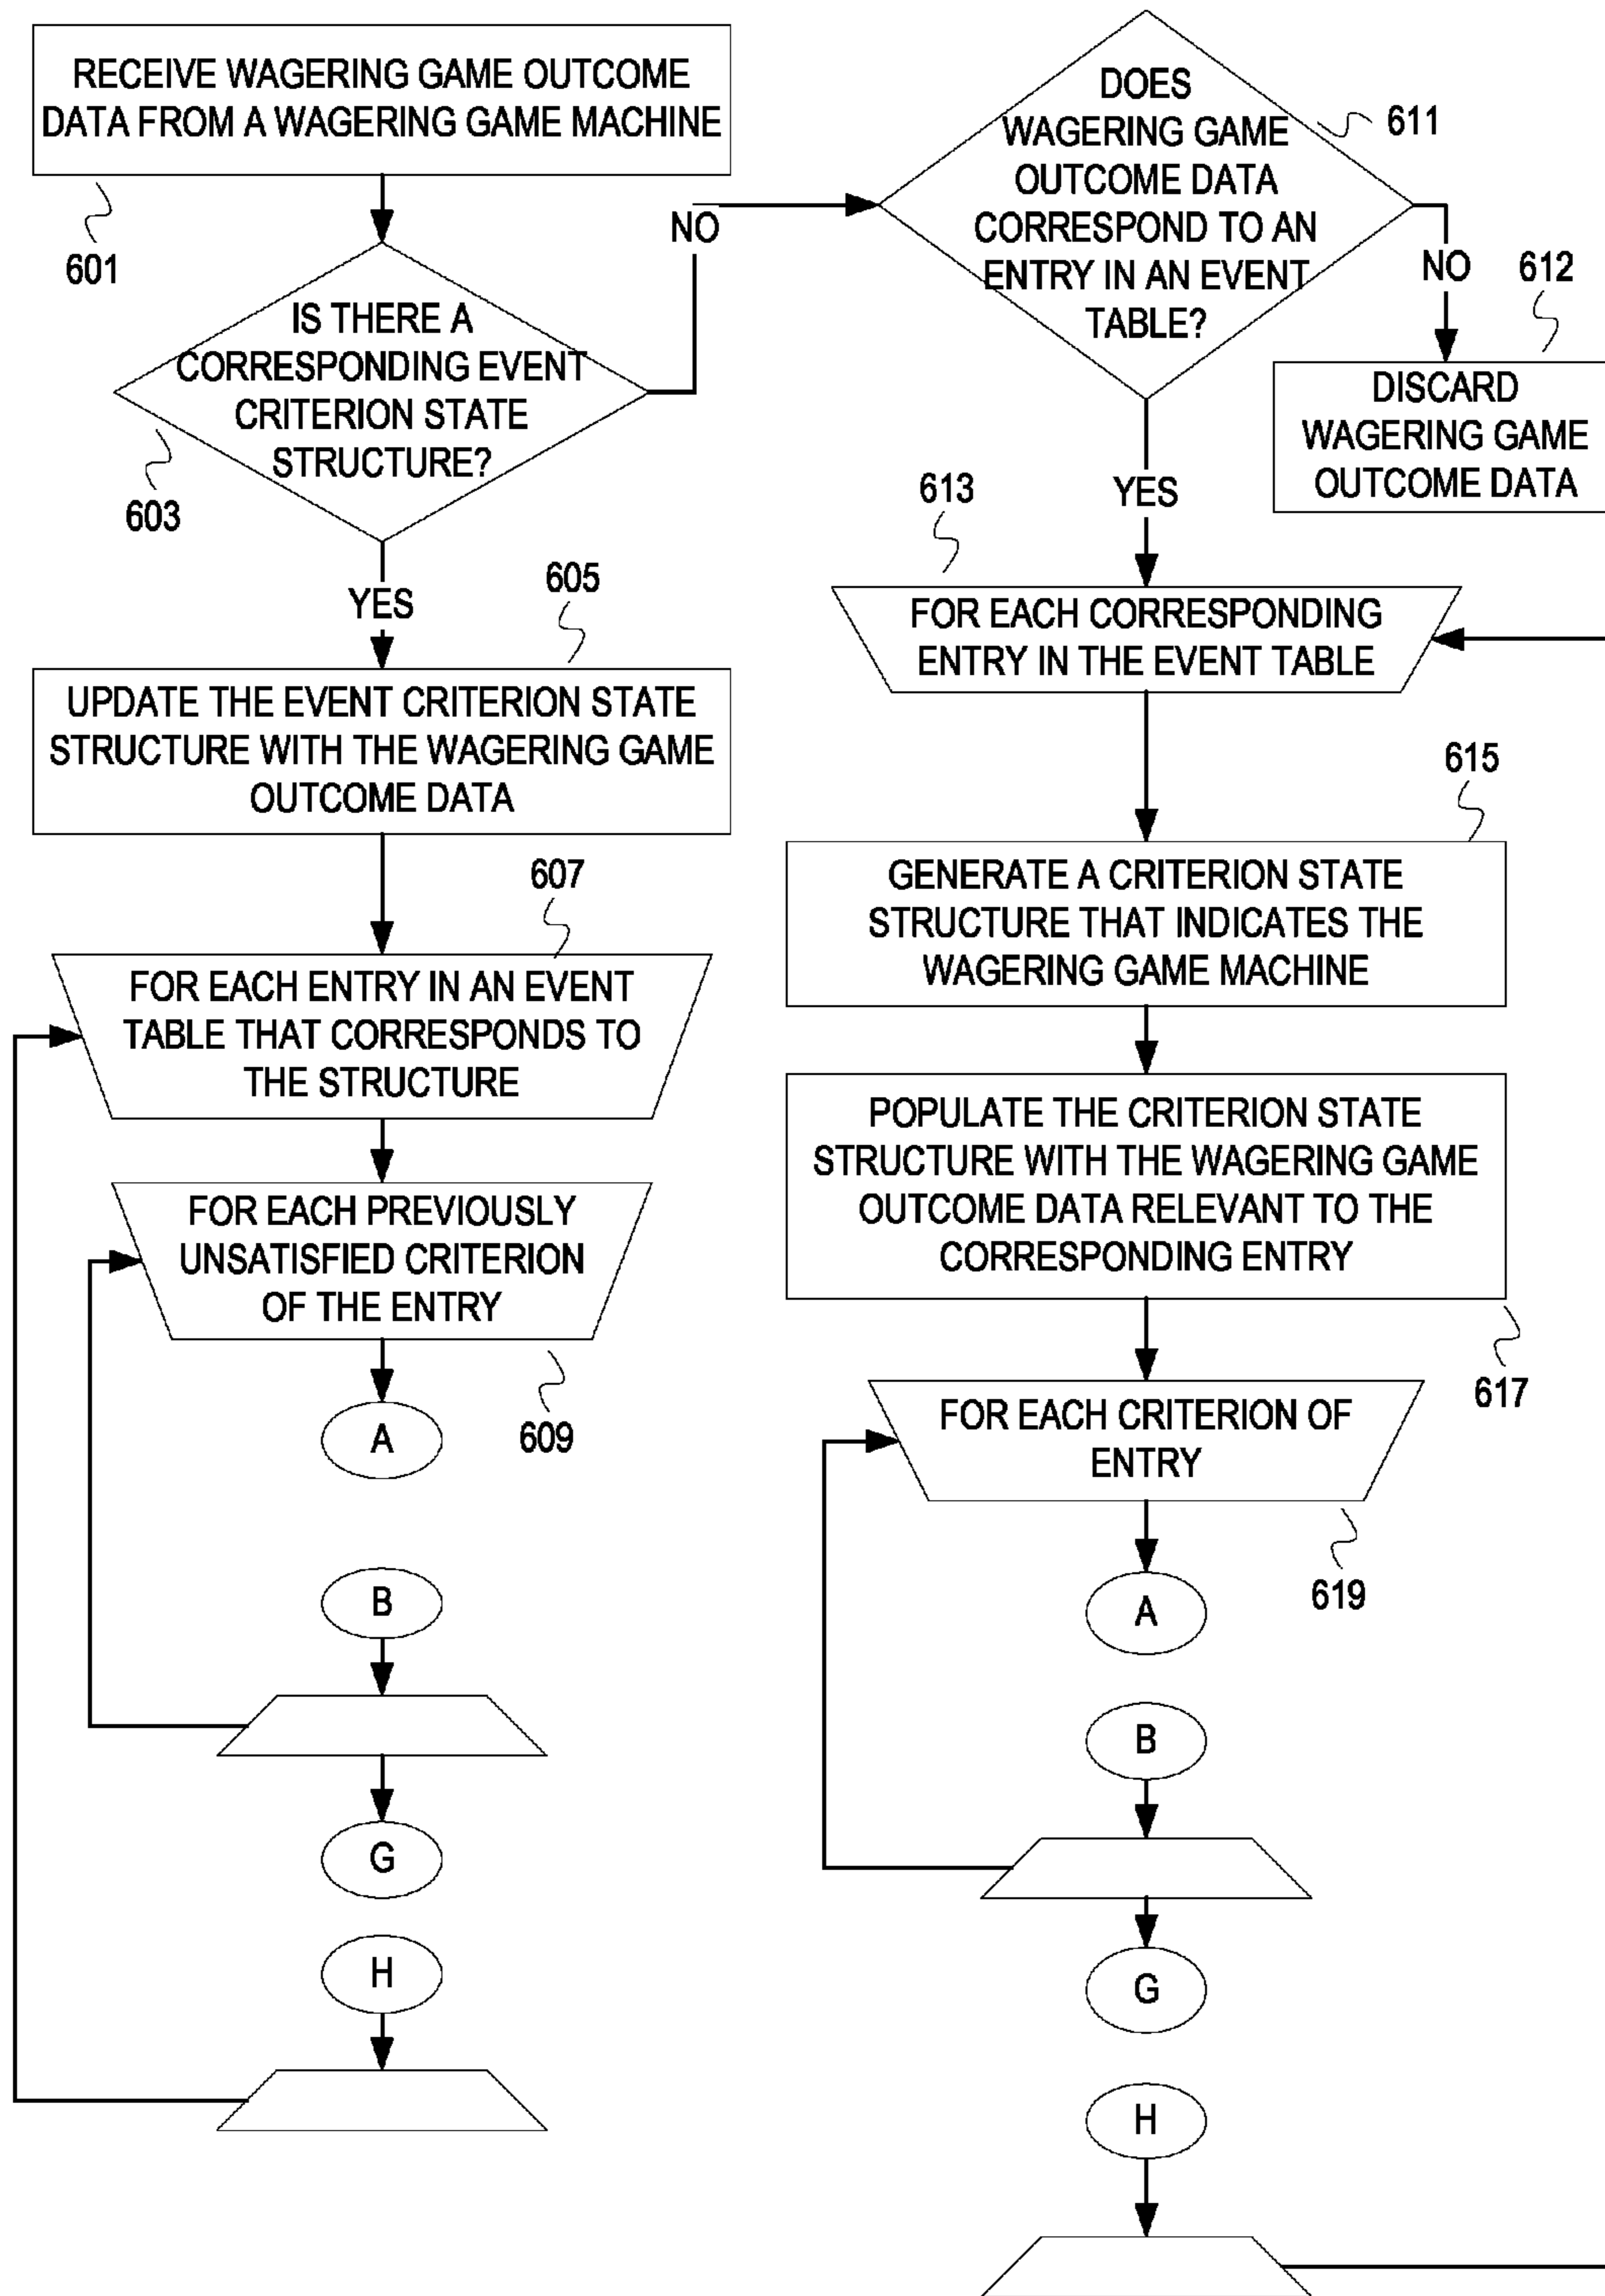 RECEIVE WAGERING GAME OUTCOME
DATA FROM A WAGERING GAME MACHINE
601
IS THERE A
CORRESPONDING EVENT
CRITERION STATE
STRUCTURE?
603
NO
YES
605
UPDATE THE EVENT CRITERION STATE
STRUCTURE WITH THE WAGERING GAME
OUTCOME DATA
607
FOR EACH ENTRY IN AN EVENT
TABLE THAT CORRESPONDS TO
THE STRUCTURE
FOR EACH PREVIOUSLY
UNSATISFIED CRITERION
OF THE ENTRY
609
A
B
G
H
DOES
WAGERING GAME
OUTCOME DATA
CORRESPOND TO AN
ENTRY IN AN EVENT
TABLE?
611
NO
612
DISCARD
WAGERING GAME
OUTCOME DATA
YES
613
FOR EACH CORRESPONDING
ENTRY IN THE EVENT TABLE
615
GENERATE A CRITERION STATE
STRUCTURE THAT INDICATES THE
WAGERING GAME MACHINE
POPULATE THE CRITERION STATE
STRUCTURE WITH THE WAGERING GAME
OUTCOME DATA RELEVANT TO THE
CORRESPONDING ENTRY
617
FOR EACH CRITERION OF
ENTRY
619
A
B
G
H